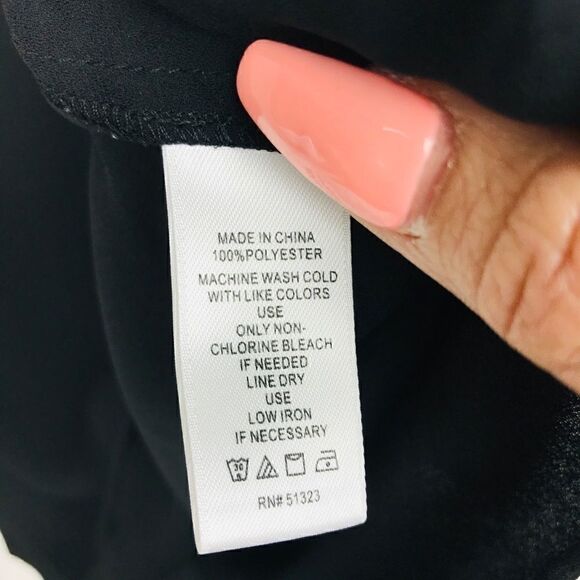 MADE IN CHINA
100%POLYESTER
MACHINE WASH COLD
WITH LIKE COLORS
USE
ONLY NON-
CHLORINE BLEACH
IF NEEDED
LINE DRY
USE
LOW IRON
IF NECESSARY
30
RN# 51323